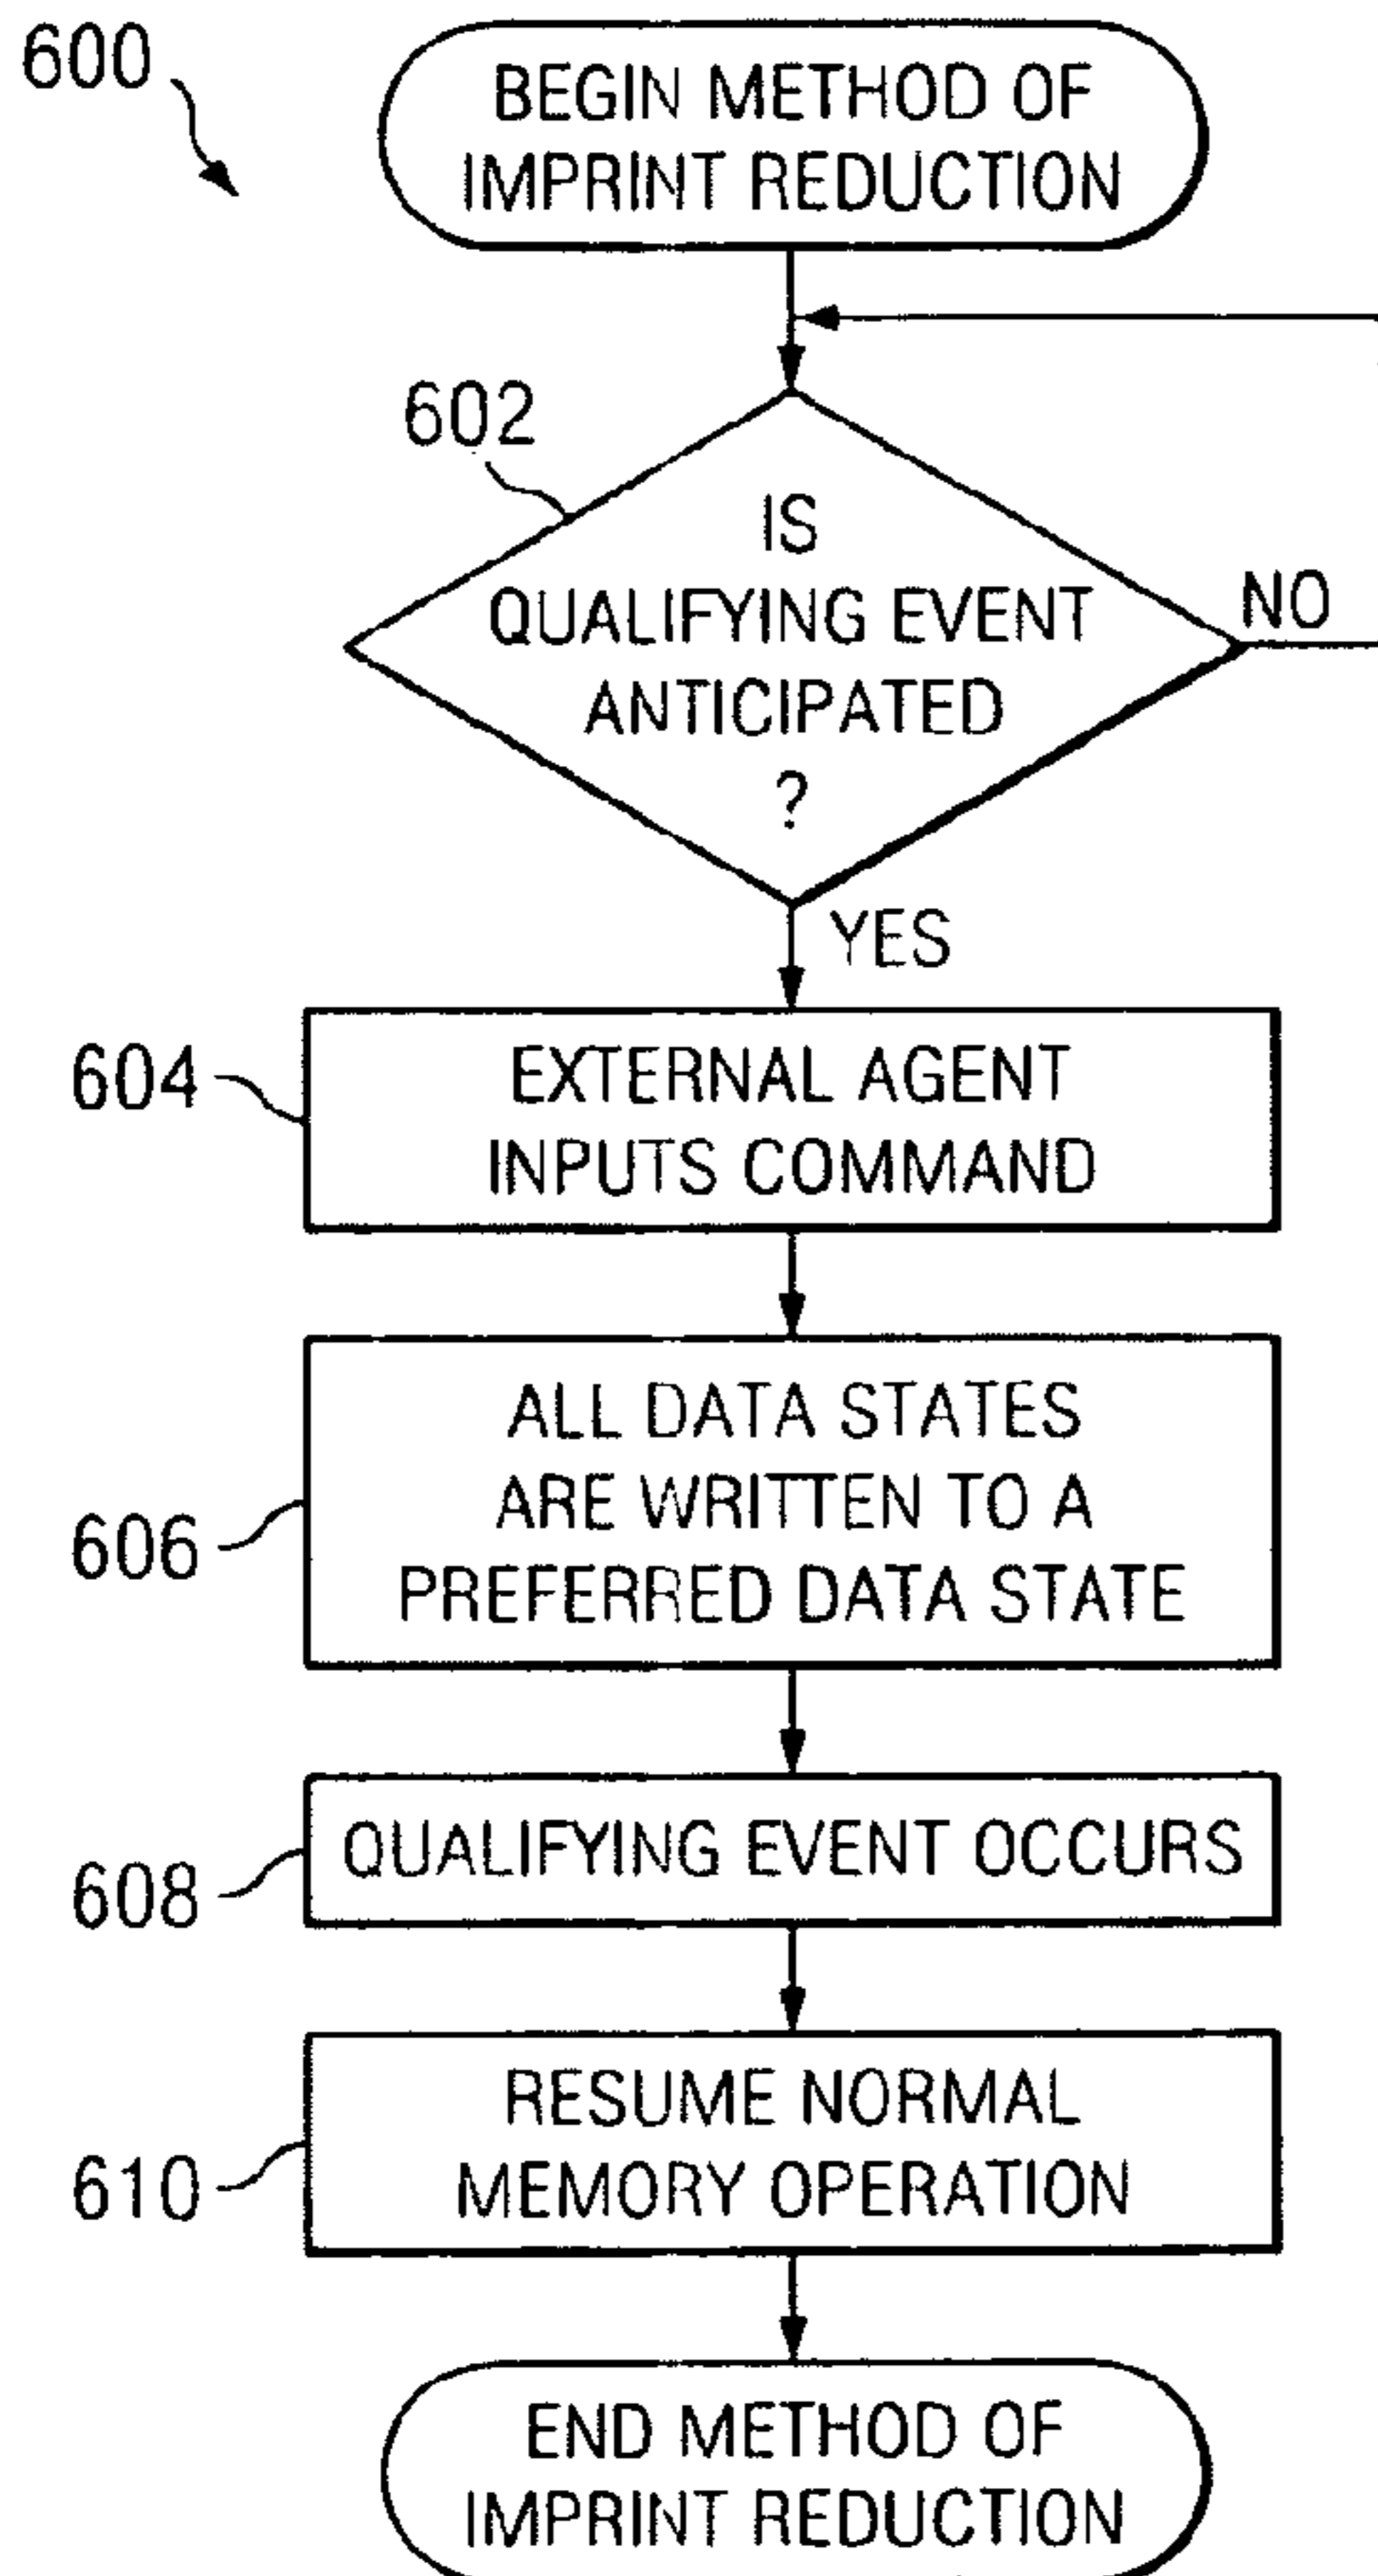 600
BEGIN METHOD OF
IMPRINT REDUCTION
602
IS
QUALIFYING EVENT
ANTICIPATED
?
NO
YES
604
EXTERNAL AGENT
INPUTS COMMAND
606
ALL DATA STATES
ARE WRITTEN TO A
PREFERRED DATA STATE
608
QUALIFYING EVENT OCCURS
610
RESUME NORMAL
MEMORY OPERATION
END METHOD OF
IMPRINT REDUCTION